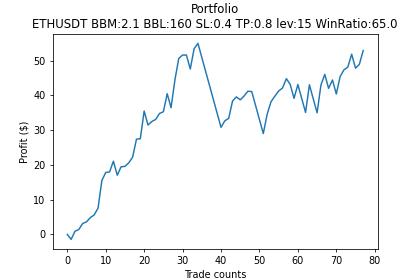 Portfolio
ETHUSDT BBM:2.1 BBL:160 SL:0.4 TP:0.8 lev:15 WinRatio:65.0
Profit ($)
50
40
30
20
10
0
0 10 20 30 40 50 60 70 80
Trade counts